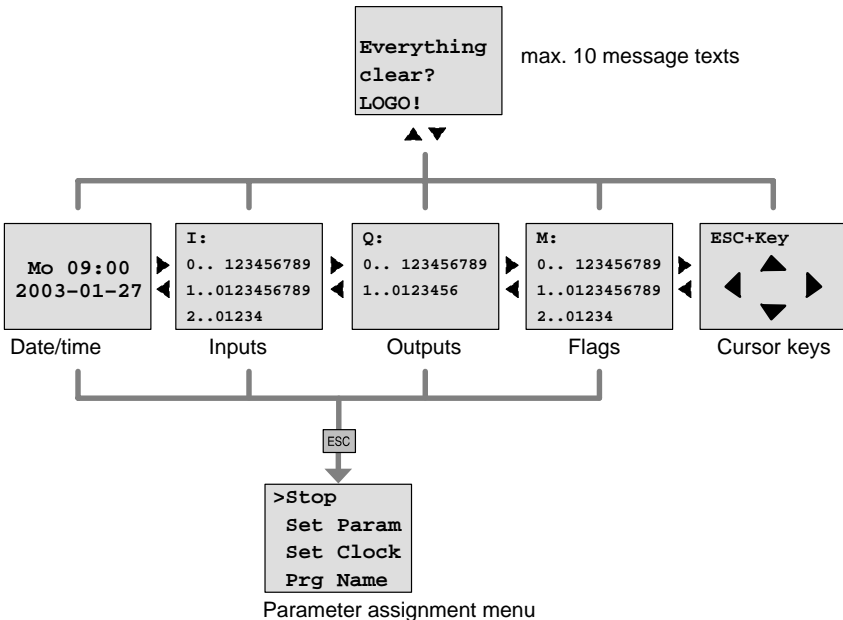 Everything
clear?
LOGO!
max. 10 message texts
Mo 09:00
2003-01-27
Date/time
I:
0.. 123456789
1..0123456789
2..01234
Inputs
Q:
0.. 123456789
1..0123456
Outputs
M:
0.. 123456789
1..0123456789
2..01234
Flags
ESC+Key
Cursor keys
ESC
>Stop
Set Param
Set Clock
Prg Name
Parameter assignment menu